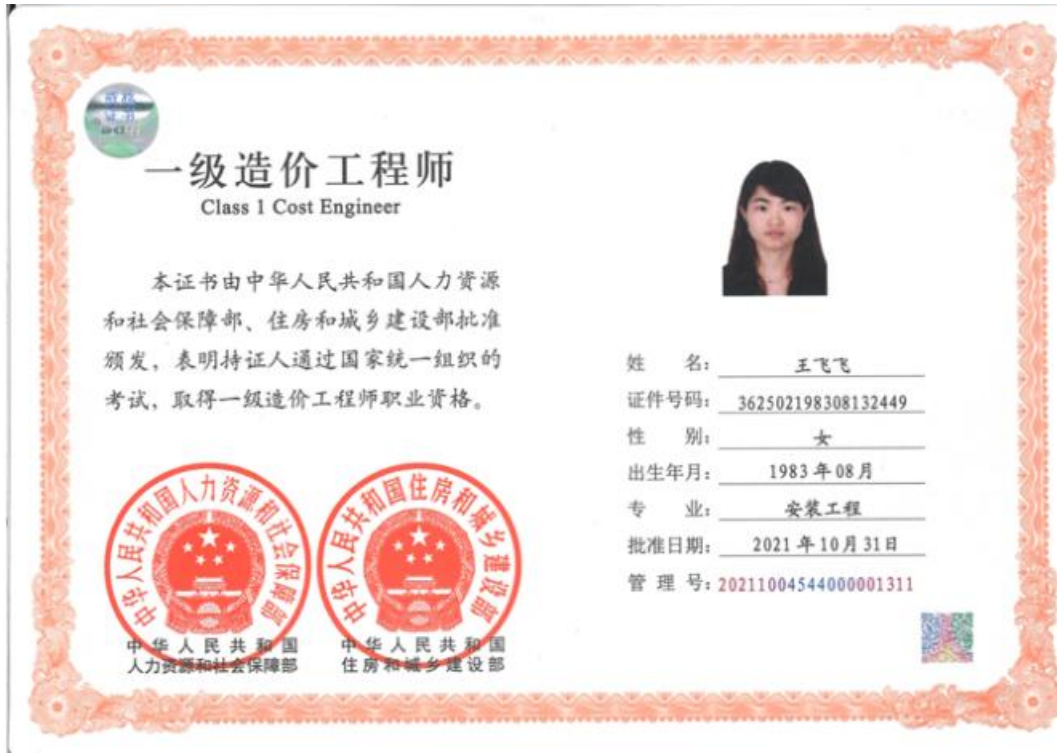 一级造价工程师
Class 1 Cost Engineer
本证书由中华人民共和国人力资源
和社会保障部、住房和城乡建设部批准
颁发，表明持证人通过国家统一组织的
考试，取得一级造价工程师职业资格。
中华人民共和国人力资源和社会保障部
中华人民共和国住房和城乡建设部
中华人民共和国
人力资源和社会保障部
中华人民共和国
住房和城乡建设部
姓 名：王飞飞
证件号码：362502198308132449
性 别：女
出生年月：1983年08月
专 业：安装工程
批准日期：2021年10月31日
管 理 号：20211004544000001311